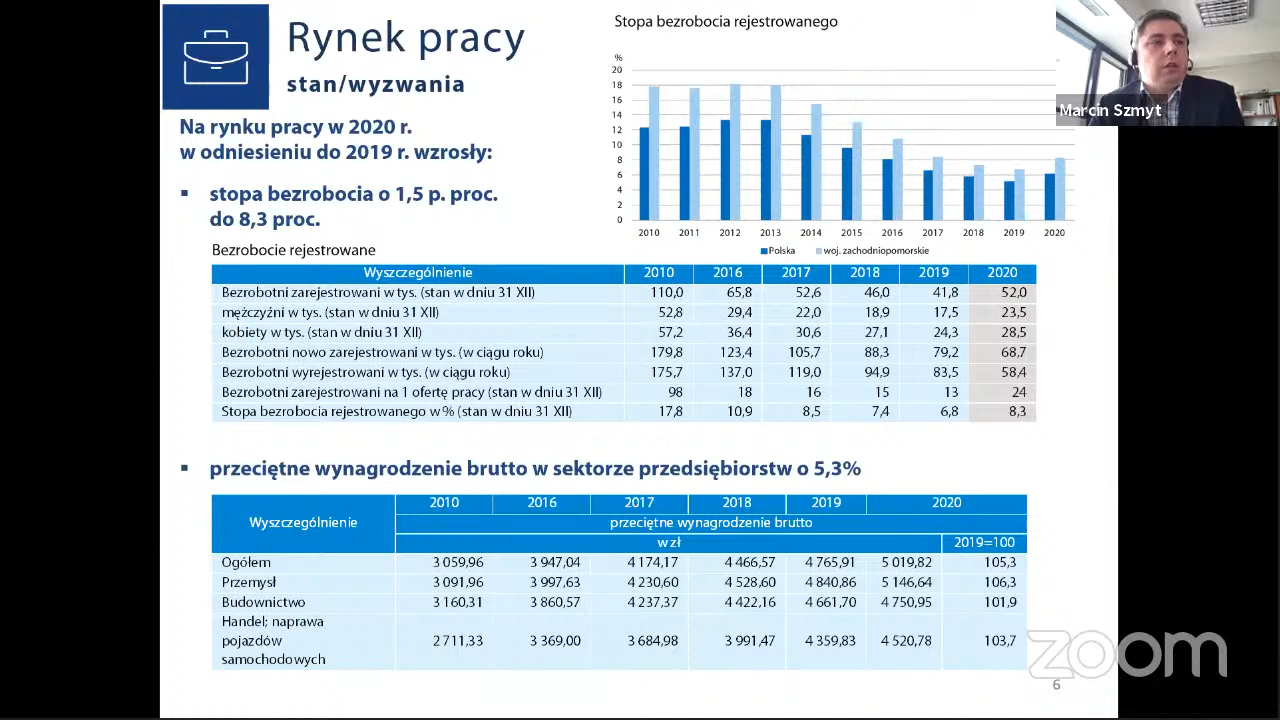 Rynek pracy
stan/wyzwania
Na rynku pracy w 2020 r.
w odniesieniu do 2019 r. wzrosły:
▪ stopa bezrobocia o 1,5 p. proc.
do 8,3 proc.
Stopa bezrobocia rejestrowanego
%
20
18
16
14
12
10
8
6
4
2
0
2010 2011 2012 2013 2014 2015 2016 2017 2018 2019 2020
Polska woj. zachodniopomorskie
Marcin Szmyt
Bezrobocie rejestrowane
Wyszczególnienie 2010 2016 2017 2018 2019 2020
Bezrobotni zarejestrowani w tys. (stan w dniu 31 XII) 110,0 65,8 52,6 46,0 41,8 52,0
mężczyźni w tys. (stan w dniu 31 XII) 52,8 29,4 22,0 18,9 17,5 23,5
kobiety w tys. (stan w dniu 31 XII) 57,2 36,4 30,6 27,1 24,3 28,5
Bezrobotni nowo zarejestrowani w tys. (w ciągu roku) 179,8 123,4 105,7 88,3 79,2 68,7
Bezrobotni wyrejestrowani w tys. (w ciągu roku) 175,7 137,0 119,0 94,9 83,5 58,4
Bezrobotni zarejestrowani na 1 ofertę pracy (stan w dniu 31 XII) 98 18 16 15 13 24
Stopa bezrobocia rejestrowanego w % (stan w dniu 31 XII) 17,8 10,9 8,5 7,4 6,8 8,3
▪ przeciętne wynagrodzenie brutto w sektorze przedsiębiorstw o 5,3%
Wyszczególnienie 2010 2016 2017 2018 2019 2020
przeciętne wynagrodzenie brutto
w zł 2019=100
Ogółem 3 059,96 3 947,04 4 174,17 4 466,57 4 765,91 5 019,82 105,3
Przemysł 3 091,96 3 997,63 4 230,60 4 528,60 4 840,86 5 146,64 106,3
Budownictwo 3 160,31 3 860,57 4 237,37 4 422,16 4 661,70 4 750,95 101,9
Handel; naprawa
pojazdów 2 711,33 3 369,00 3 684,98 3 991,47 4 359,83 4 520,78 103,7
samochodowych
zoom
6